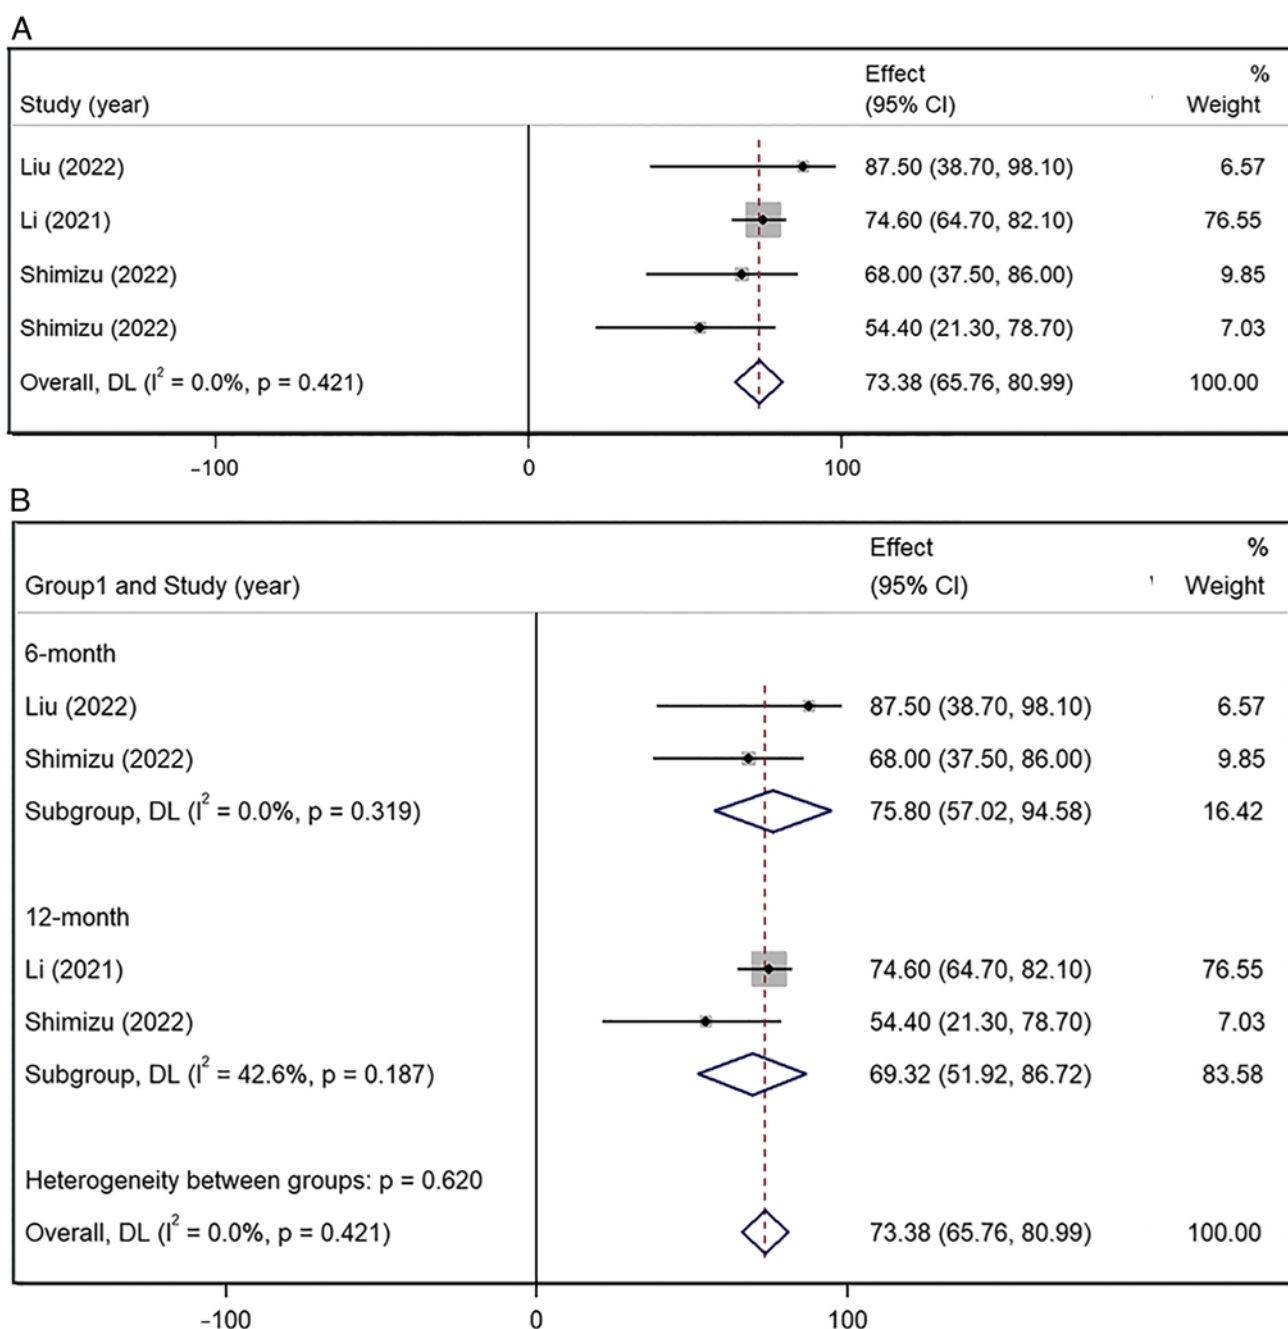 A
Effect %
Study (year) (95% CI) Weight
Liu (2022) 87.50 (38.70, 98.10) 6.57
Li (2021) 74.60 (64.70, 82.10) 76.55
Shimizu (2022) 68.00 (37.50, 86.00) 9.85
Shimizu (2022) 54.40 (21.30, 78.70) 7.03
Overall, DL (I² = 0.0%, p = 0.421) 73.38 (65.76, 80.99) 100.00
−100 0 100
B
Effect %
Group1 and Study (year) (95% CI) Weight
6-month
Liu (2022) 87.50 (38.70, 98.10) 6.57
Shimizu (2022) 68.00 (37.50, 86.00) 9.85
Subgroup, DL (I² = 0.0%, p = 0.319) 75.80 (57.02, 94.58) 16.42
12-month
Li (2021) 74.60 (64.70, 82.10) 76.55
Shimizu (2022) 54.40 (21.30, 78.70) 7.03
Subgroup, DL (I² = 42.6%, p = 0.187) 69.32 (51.92, 86.72) 83.58
Heterogeneity between groups: p = 0.620
Overall, DL (I² = 0.0%, p = 0.421) 73.38 (65.76, 80.99) 100.00
−100 0 100